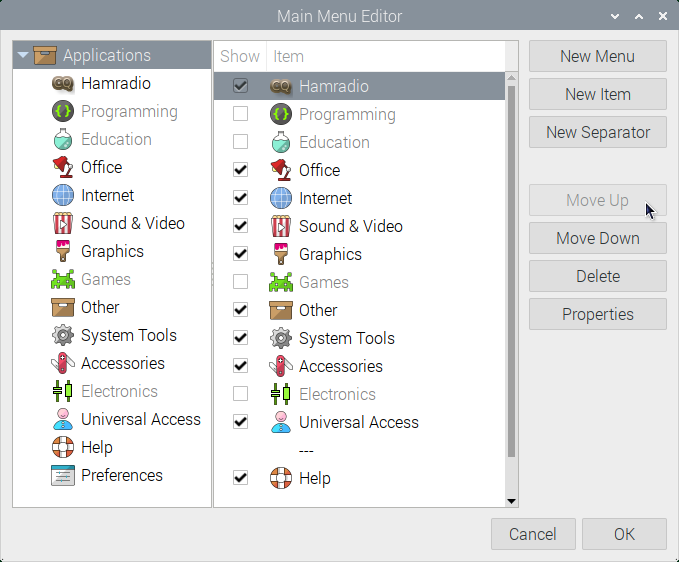 Main Menu Editor
Applications
Hamradio
Programming
Education
Office
Internet
Sound & Video
Graphics
Games
Other
System Tools
Accessories
Electronics
Universal Access
Help
Preferences
Show Item
CQ Hamradio
Programming
Education
Office
Internet
Sound & Video
Graphics
Games
Other
System Tools
Accessories
Electronics
Universal Access
---
Help
New Menu
New Item
New Separator
Move Up
Move Down
Delete
Properties
Cancel
OK